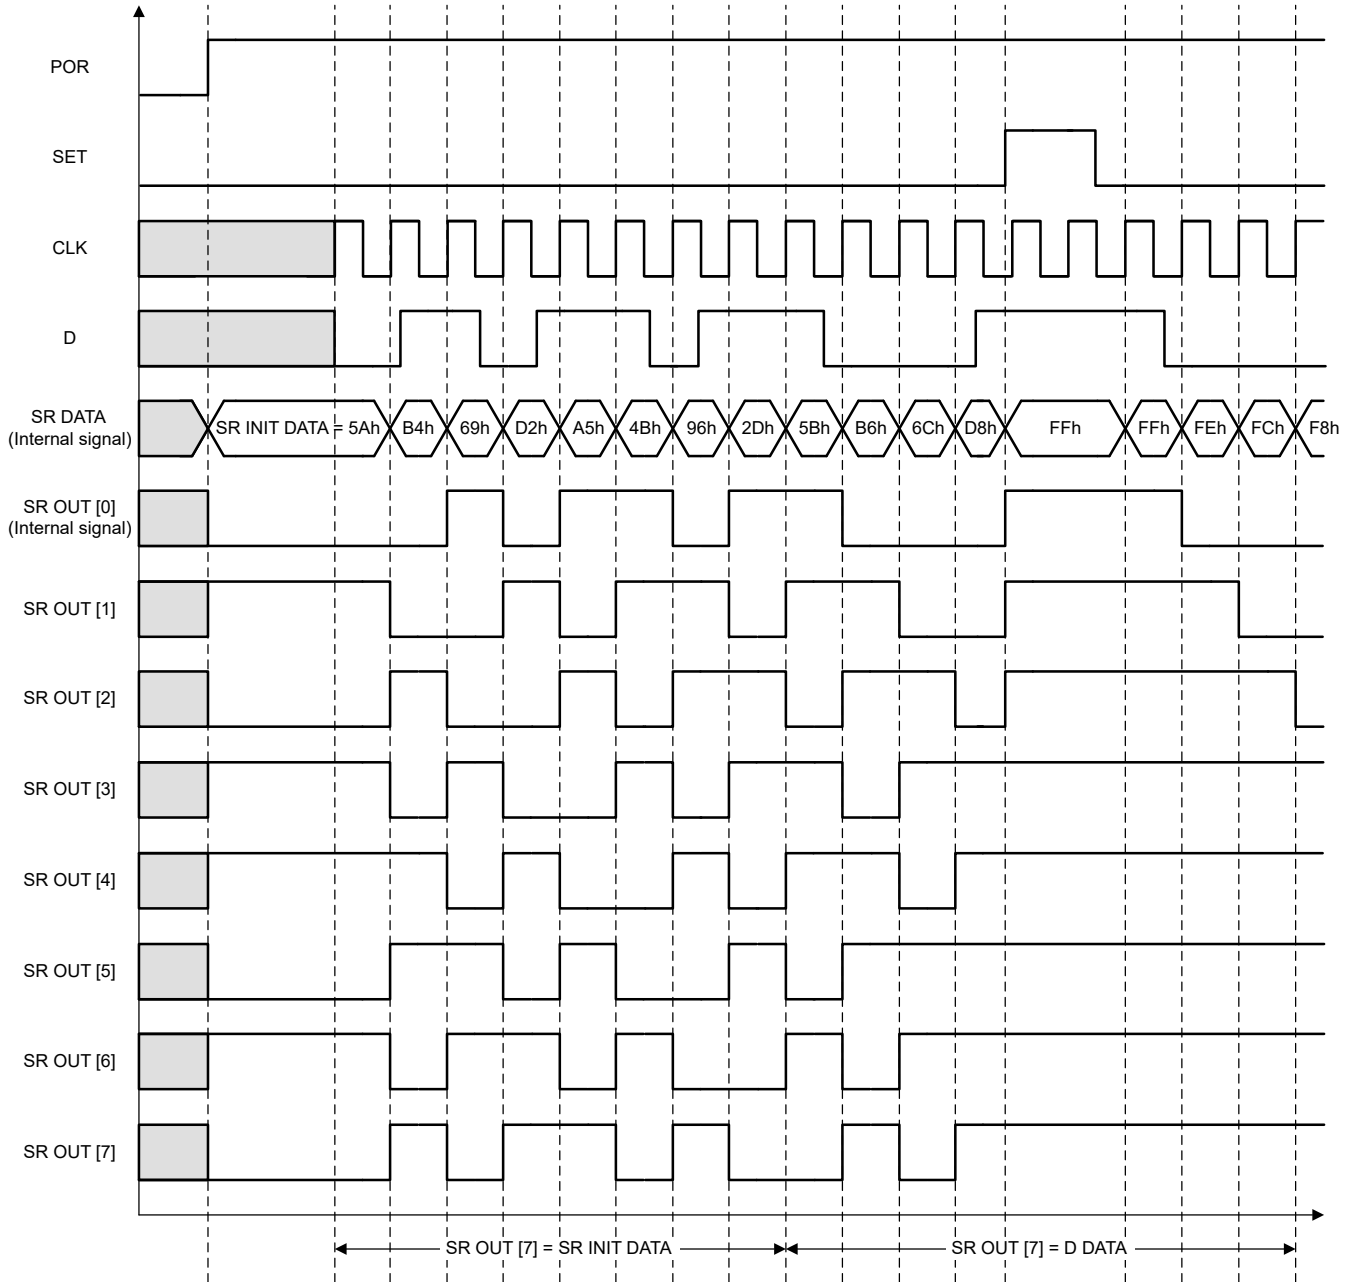 POR
SET
CLK
D
SR DATA
(Internal signal)
SR INIT DATA = 5Ah B4h 69h D2h A5h 4Bh 96h 2Dh 5Bh B6h 6Ch D8h FFh FFh FEh FCh F8h
SR OUT [0]
(Internal signal)
SR OUT [1]
SR OUT [2]
SR OUT [3]
SR OUT [4]
SR OUT [5]
SR OUT [6]
SR OUT [7]
SR OUT [7] = SR INIT DATA SR OUT [7] = D DATA